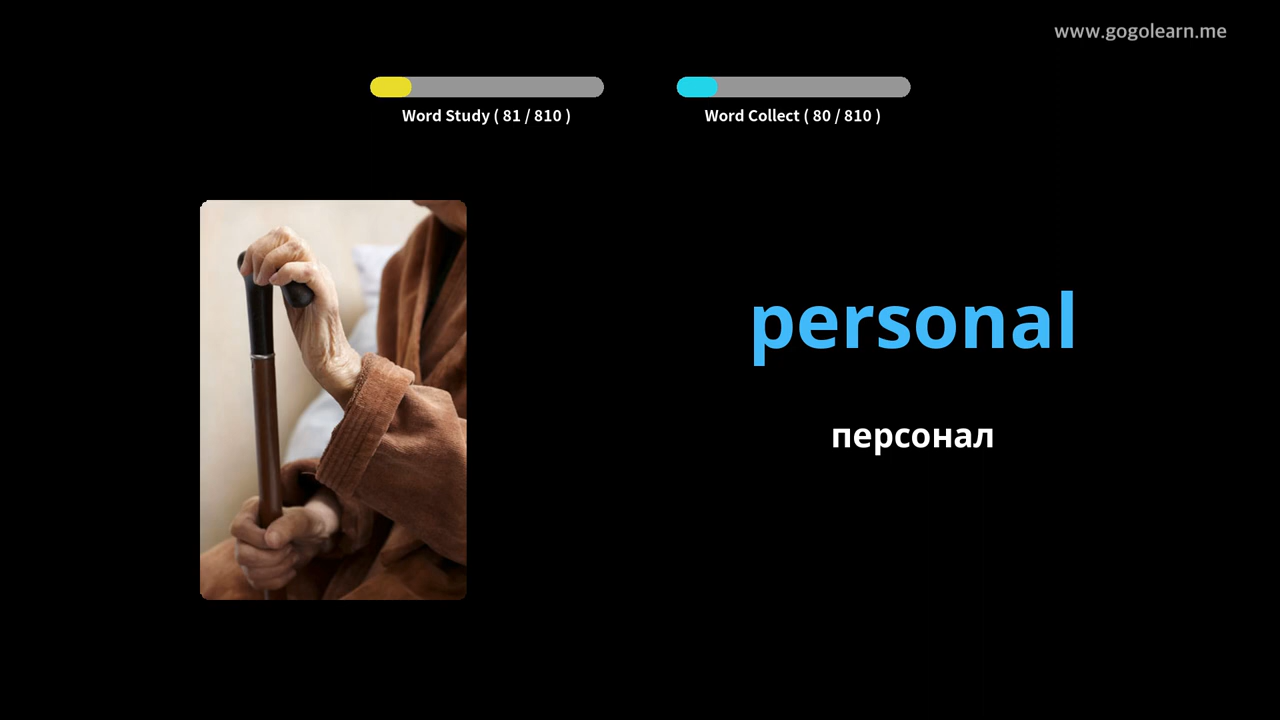 www.gogolearn.me
Word Study ( 81 / 810 )
Word Collect ( 80 / 810 )
personal
персонал